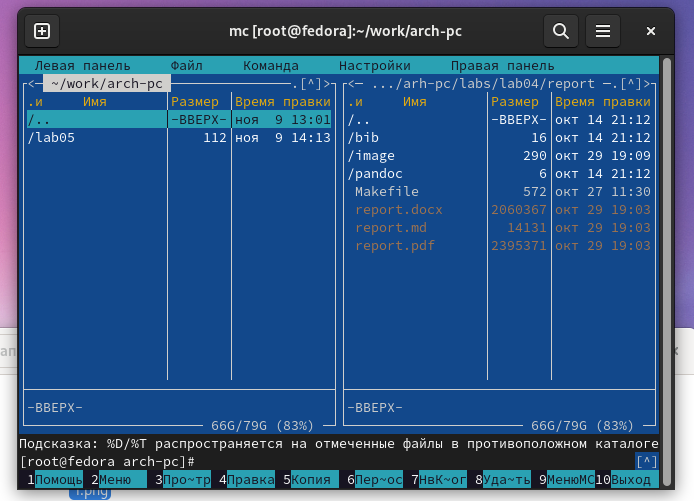 mc [root@fedora]:~/work/arch-pc
Левая панель Файл Команда Настройки Правая панель
<— ~/work/arch-pc .[^]> <— .../arh-pc/labs/lab04/report —.[^]>
.и Имя Размер Время правки .и Имя Размер Время правки
/.. -ВВЕРХ- ноя 9 13:01 /.. -ВВЕРХ- окт 14 21:12
/lab05 112 ноя 9 14:13 /bib 16 окт 14 21:12
/image 290 окт 29 19:09
/pandoc 6 окт 14 21:12
Makefile 572 окт 27 11:30
report.docx 2060367 окт 29 19:03
report.md 14131 окт 29 19:03
report.pdf 2395371 окт 29 19:03
-ВВЕРХ- -ВВЕРХ-
66G/79G (83%) 66G/79G (83%)
Подсказка: %D/%T распространяется на отмеченные файлы в противоположном каталоге
[root@fedora arch-pc]# [^]
1Помощь 2Меню 3Про~тр 4Правка 5Копия 6Пер~ос 7НвК~ог 8Уда~ть 9МенюMC 10Выход
1.png